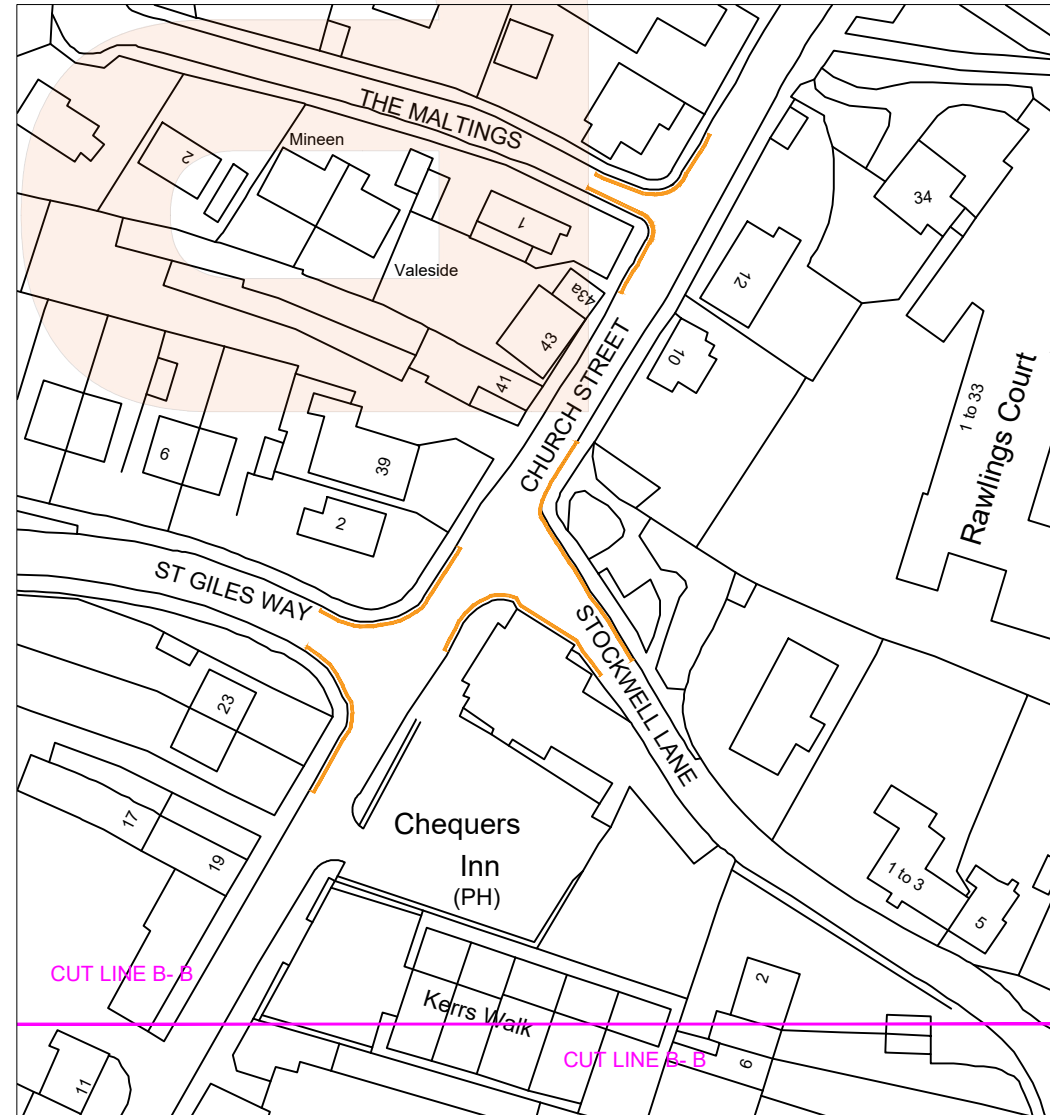 THE MALTINGS
Mineen
2
1
34
Valeside
43a
12
43
CHURCH STREET
10
41
1 to 33
Rawlings Court
6
39
2
ST GILES WAY
STOCKWELL LANE
23
17
19
Chequers
Inn
(PH)
1 to 3
5
CUT LINE B- B
2
Kerrs Walk
CUT LINE B- B
6
11